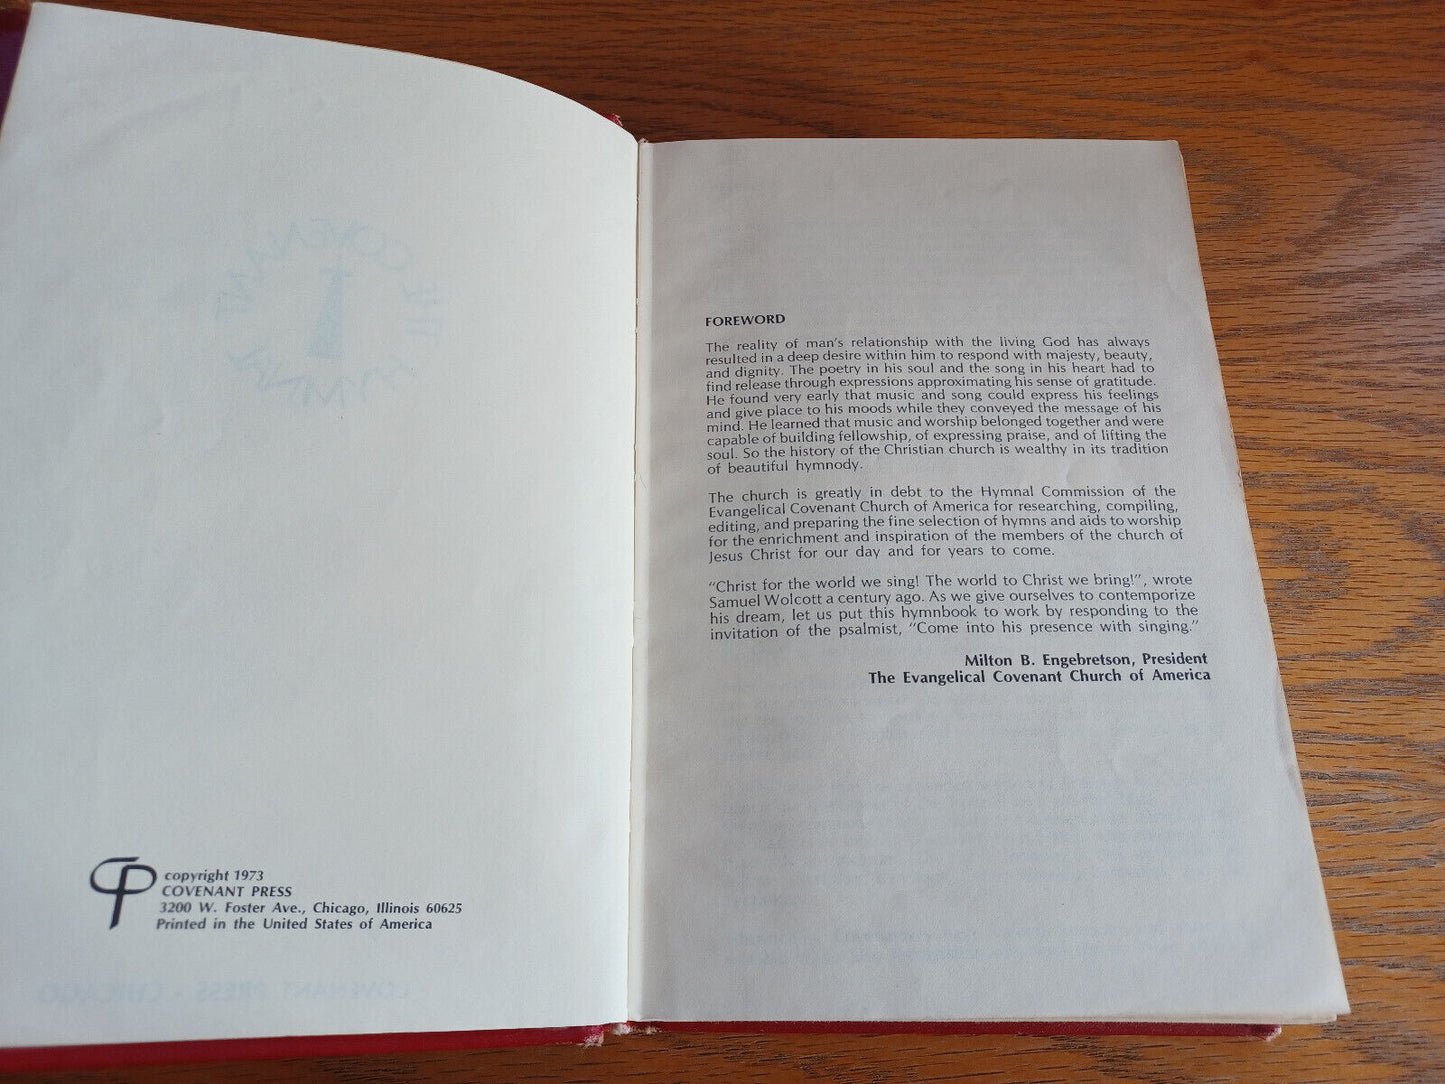 THE COVENANT HYMNAL
CP
copyright 1973
COVENANT PRESS
3200 W. Foster Ave., Chicago, Illinois 60625
Printed in the United States of America
COVENANT PRESS - CHICAGO
FOREWORD
The reality of man's relationship with the living God has always
resulted in a deep desire within him to respond with majesty, beauty,
and dignity. The poetry in his soul and the song in his heart had to
find release through expressions approximating his sense of gratitude.
He found very early that music and song could express his feelings
and give place to his moods while they conveyed the message of his
mind. He learned that music and worship belonged together and were
capable of building fellowship, of expressing praise, and of lifting the
soul. So the history of the Christian church is wealthy in its tradition
of beautiful hymnody.
The church is greatly in debt to the Hymnal Commission of the
Evangelical Covenant Church of America for researching, compiling,
editing, and preparing the fine selection of hymns and aids to worship
for the enrichment and inspiration of the members of the church of
Jesus Christ for our day and for years to come.
"Christ for the world we sing! The world to Christ we bring!", wrote
Samuel Wolcott a century ago. As we give ourselves to contemporize
his dream, let us put this hymnbook to work by responding to the
invitation of the psalmist, "Come into his presence with singing."
Milton B. Engebretson, President
The Evangelical Covenant Church of America